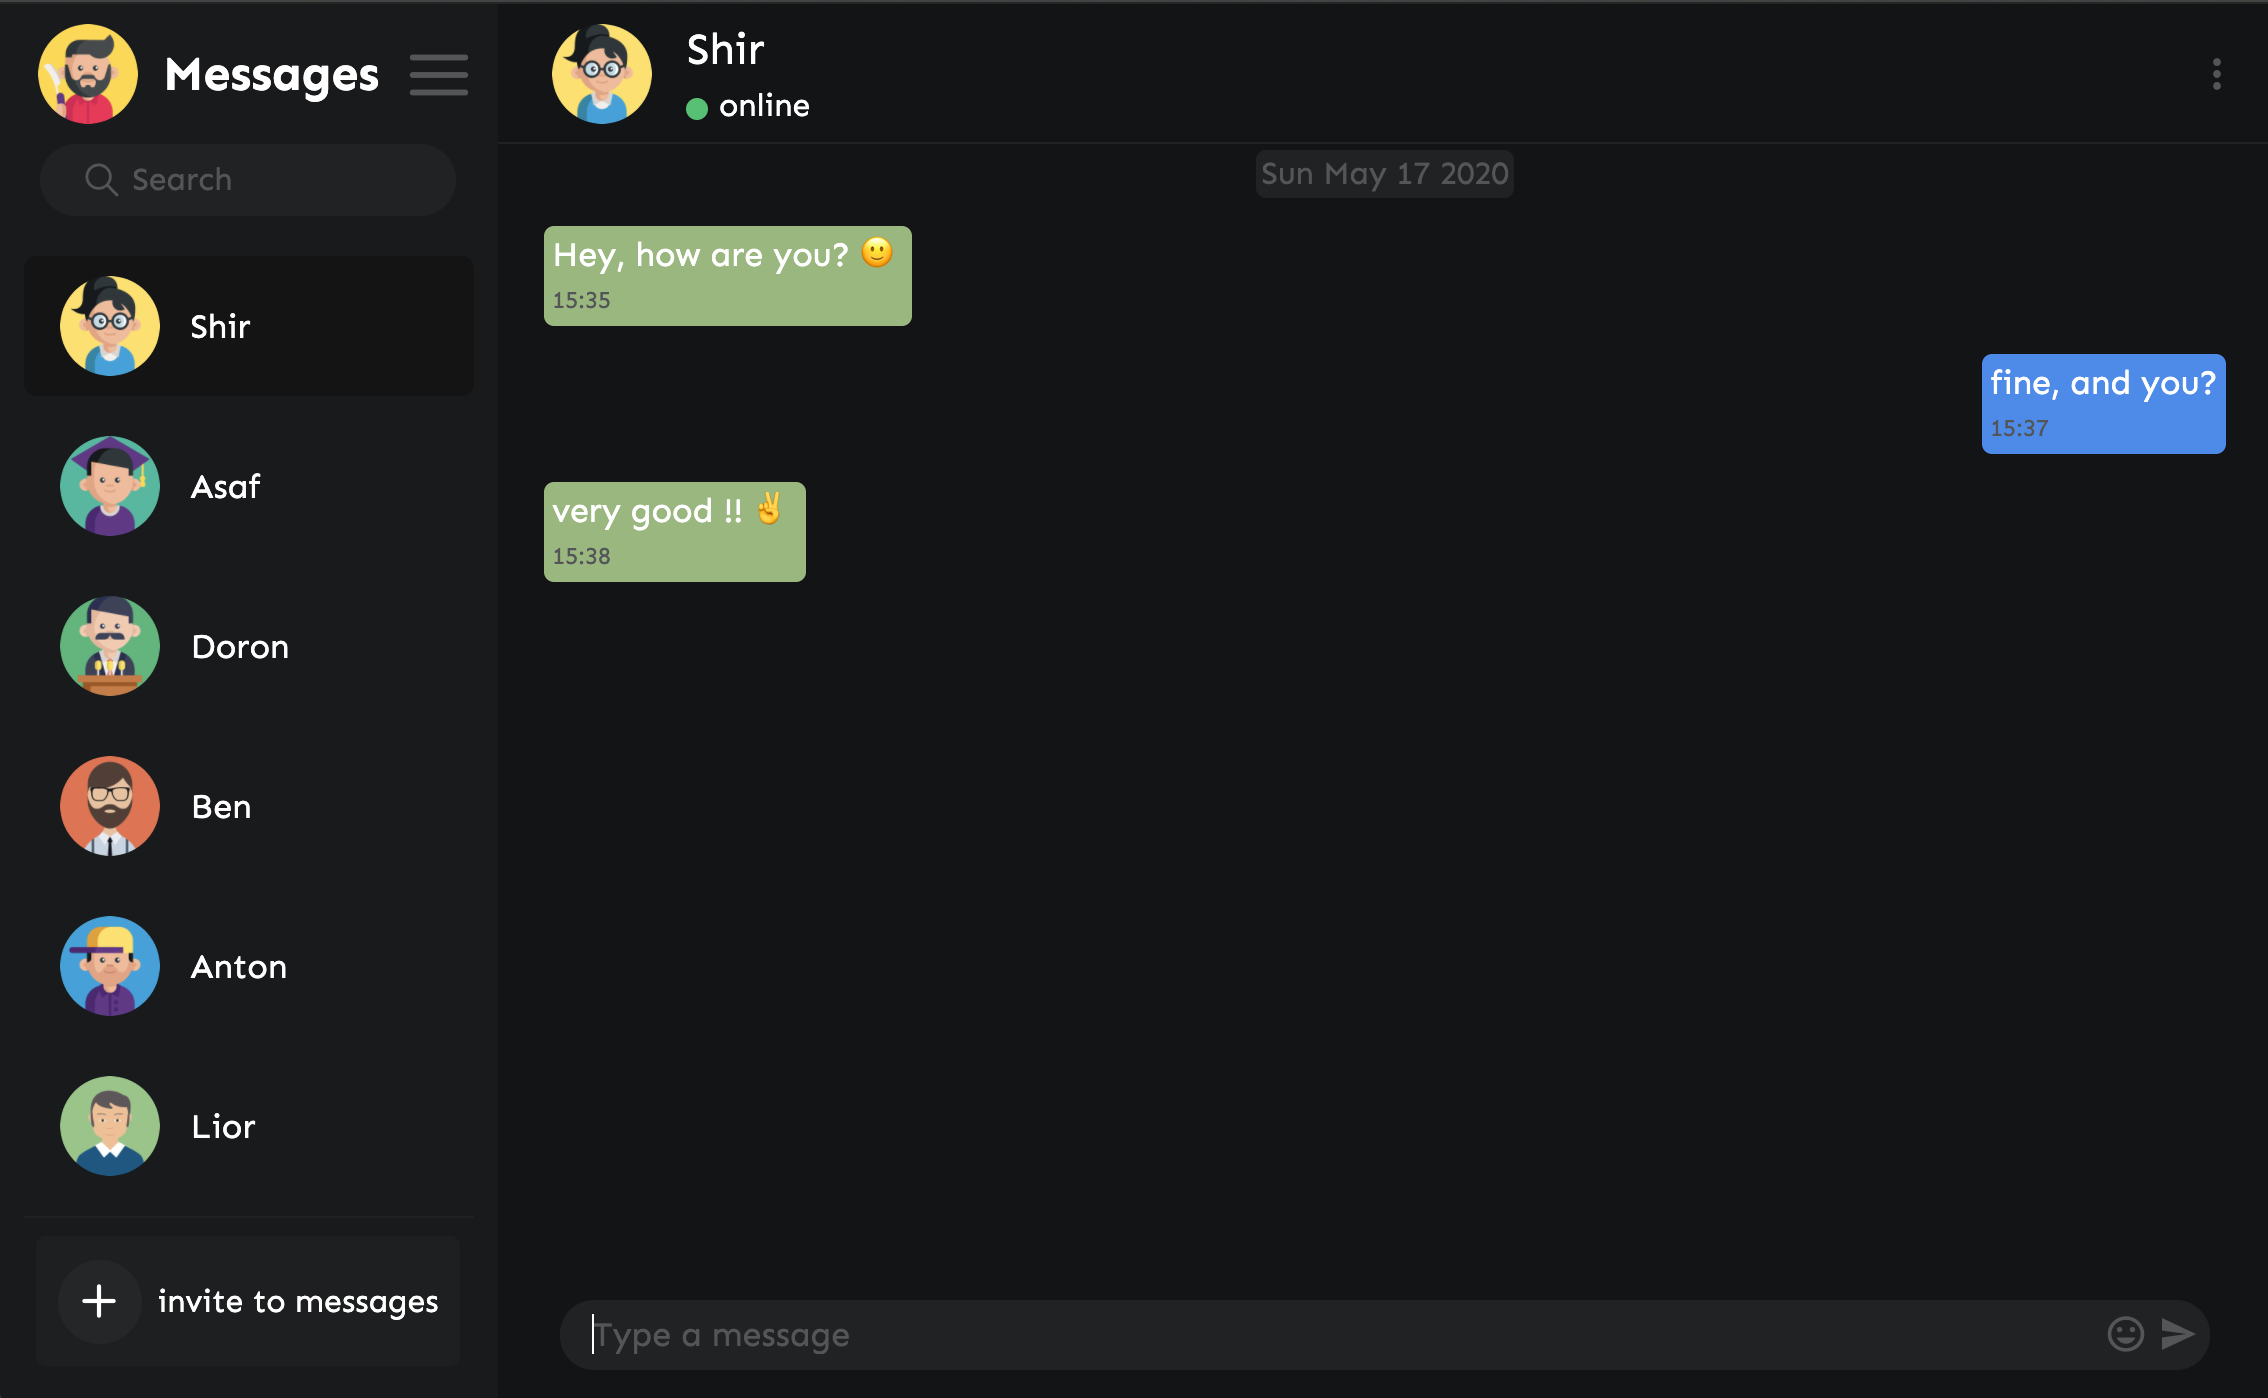 Messages
Search
Shir
Asaf
Doron
Ben
Anton
Lior
invite to messages
Shir
online
Sun May 17 2020
Hey, how are you? 🙂
15:35
fine, and you?
15:37
very good !! ✌️
15:38
Type a message